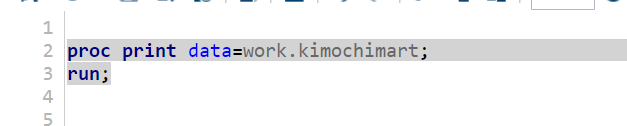 1
2 proc print data=work.kimochimart;
3 run;
4
5